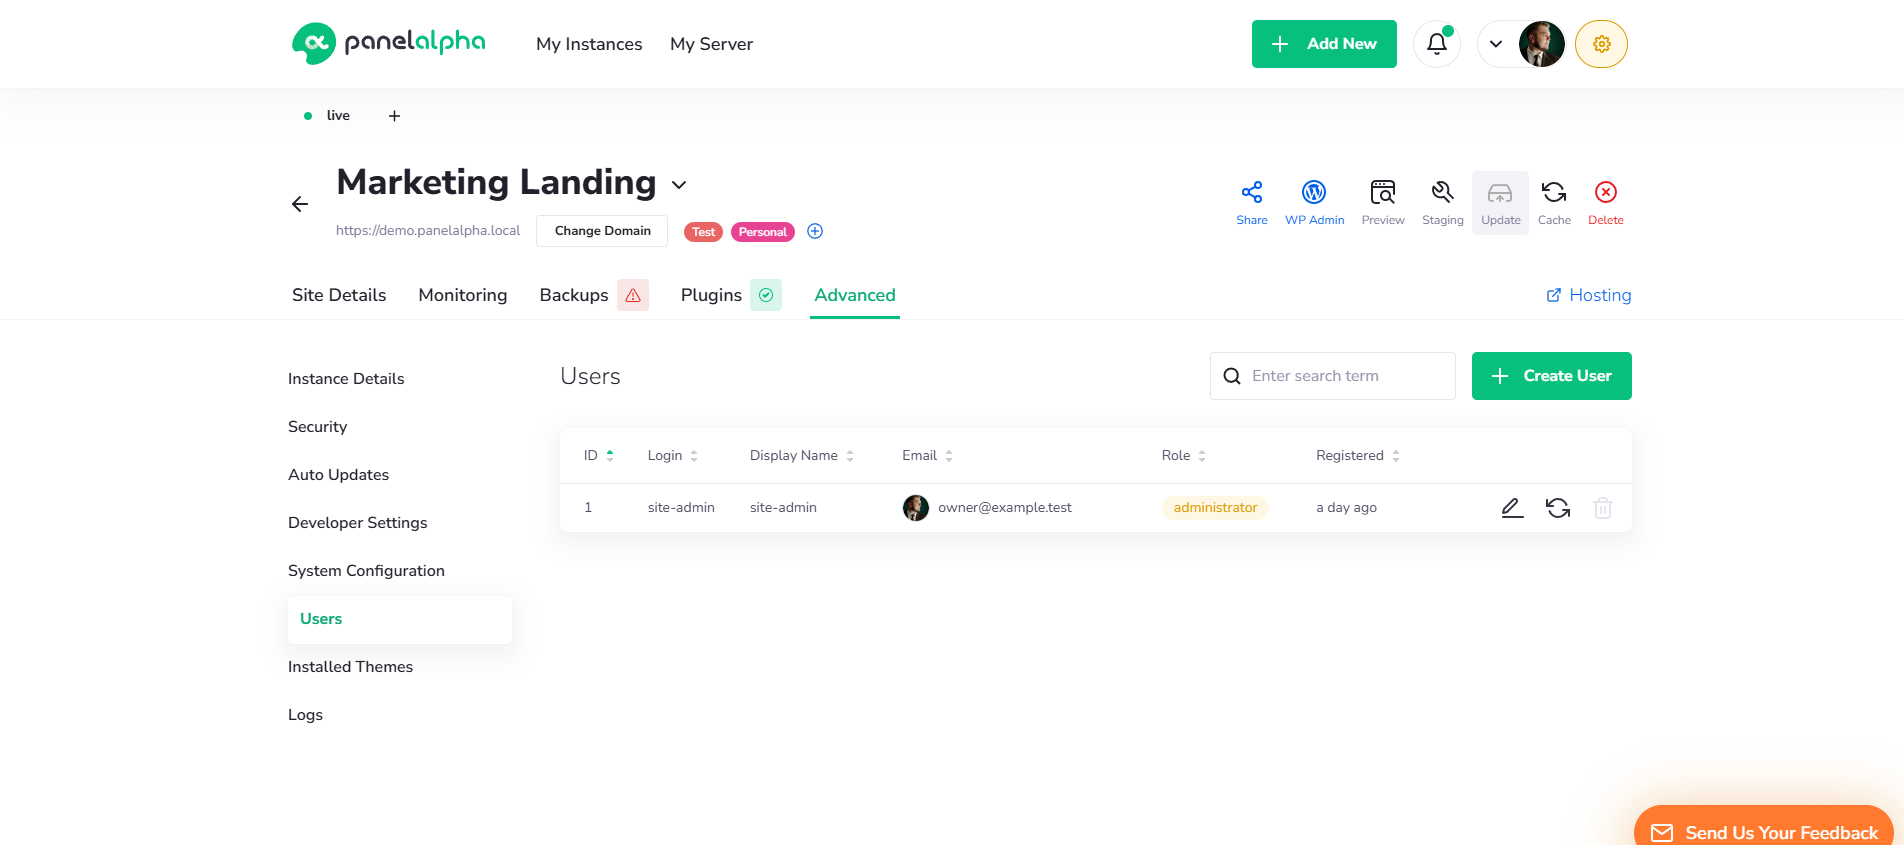 panelalpha
My Instances
My Server
Add New
live
Marketing Landing
https://demo.panelalpha.local
Change Domain
Test
Personal
Share
WP Admin
Preview
Staging
Update
Cache
Delete
Site Details
Monitoring
Backups
Plugins
Advanced
Hosting
Instance Details
Security
Auto Updates
Developer Settings
System Configuration
Users
Installed Themes
Logs
Users
Enter search term
Create User
ID Login Display Name Email Role Registered
1 site-admin site-admin owner@example.test administrator a day ago
Send Us Your Feedback